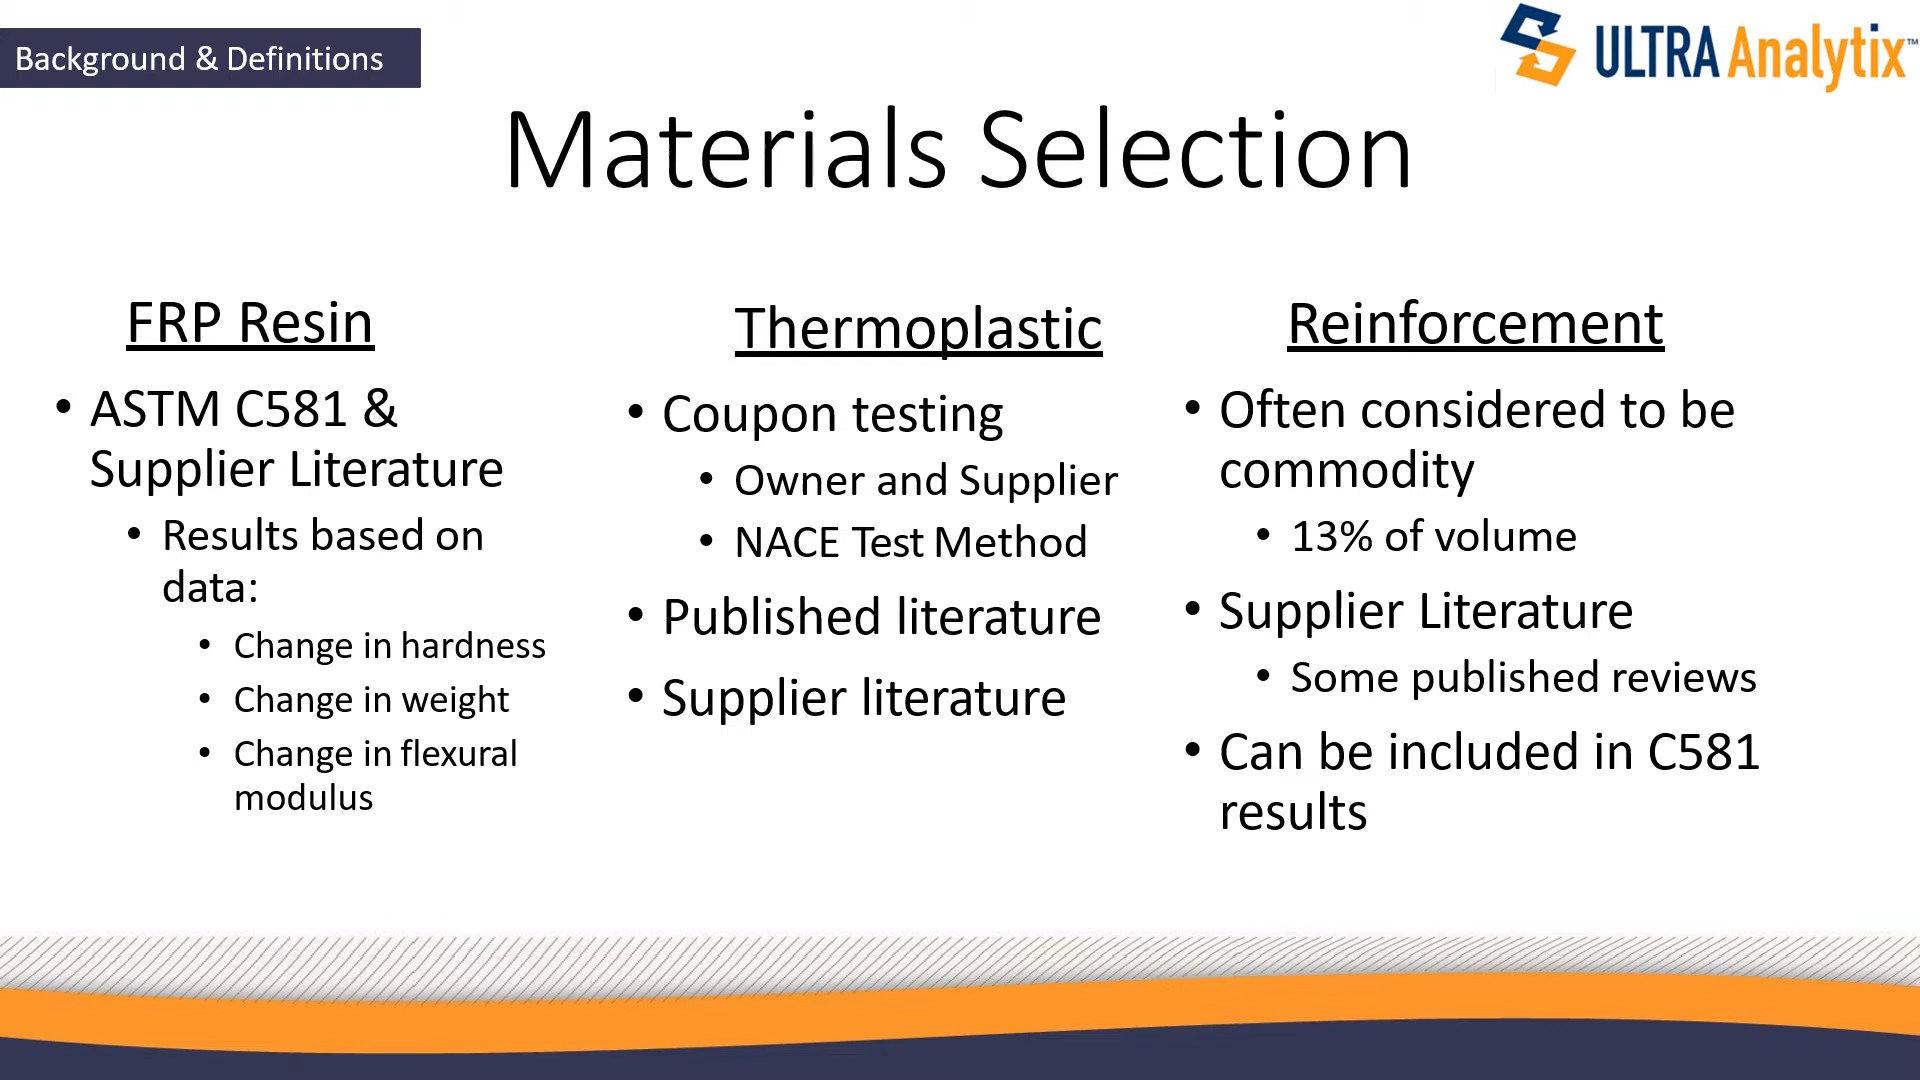 Background & Definitions
ULTRA Analytix™
Materials Selection
FRP Resin
• ASTM C581 &
Supplier Literature
• Results based on
data:
• Change in hardness
• Change in weight
• Change in flexural
modulus
Thermoplastic
• Coupon testing
• Owner and Supplier
• NACE Test Method
• Published literature
• Supplier literature
Reinforcement
• Often considered to be
commodity
• 13% of volume
• Supplier Literature
• Some published reviews
• Can be included in C581
results